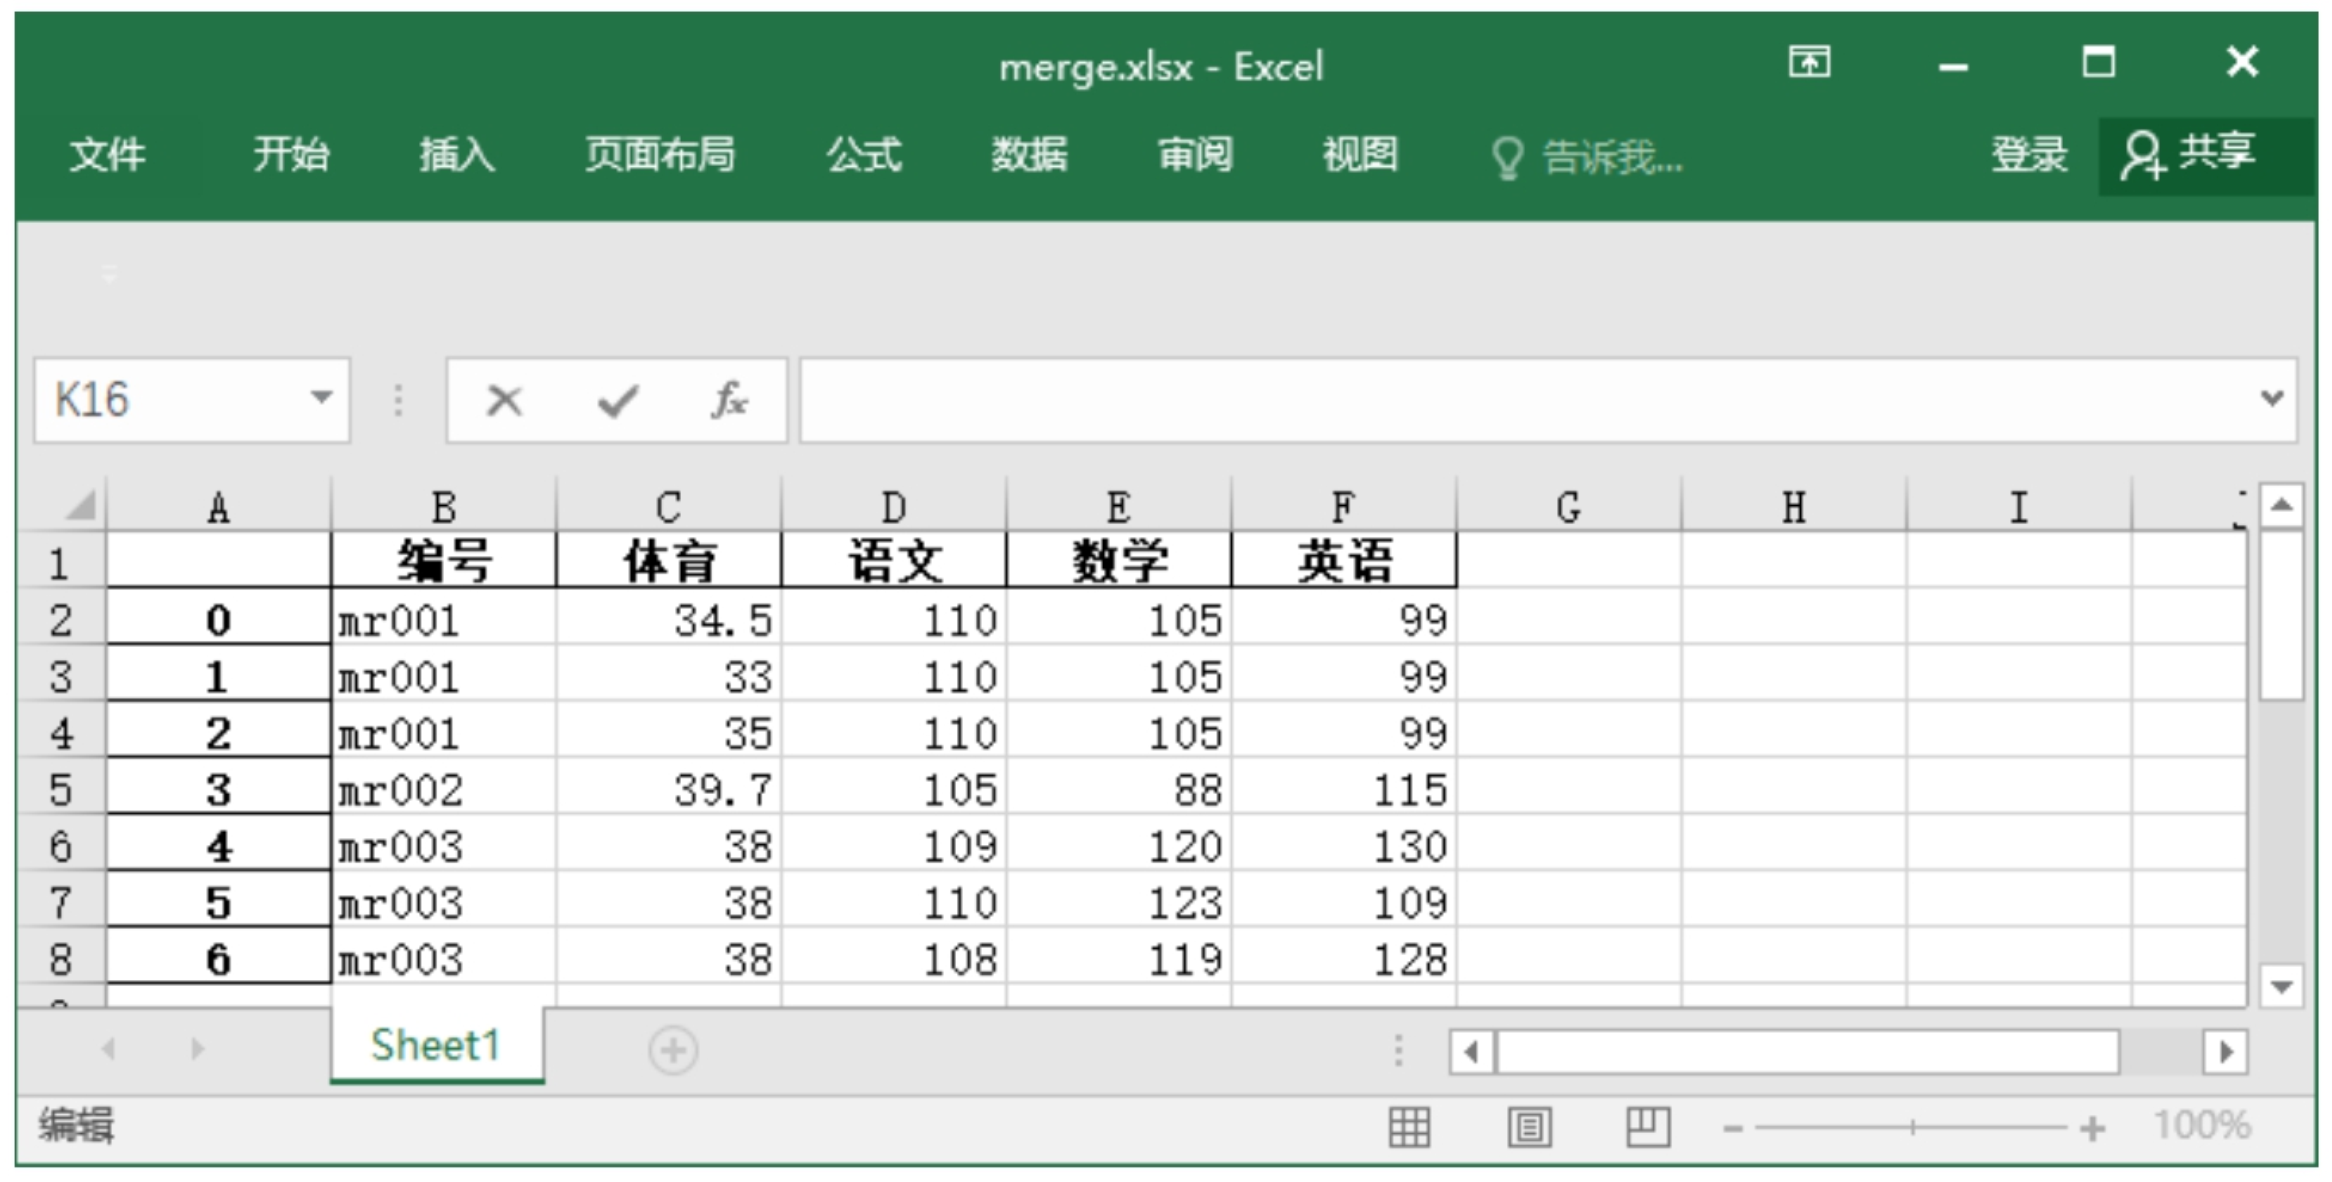 merge.xlsx - Excel
文件 开始 插入 页面布局 公式 数据 审阅 视图 告诉我... 登录 共享
K16 fx
A B C D E F G H I
1 编号 体育 语文 数学 英语
2 0 mr001 34.5 110 105 99
3 1 mr001 33 110 105 99
4 2 mr001 35 110 105 99
5 3 mr002 39.7 105 88 115
6 4 mr003 38 109 120 130
7 5 mr003 38 110 123 109
8 6 mr003 38 108 119 128
Sheet1
编辑 100%